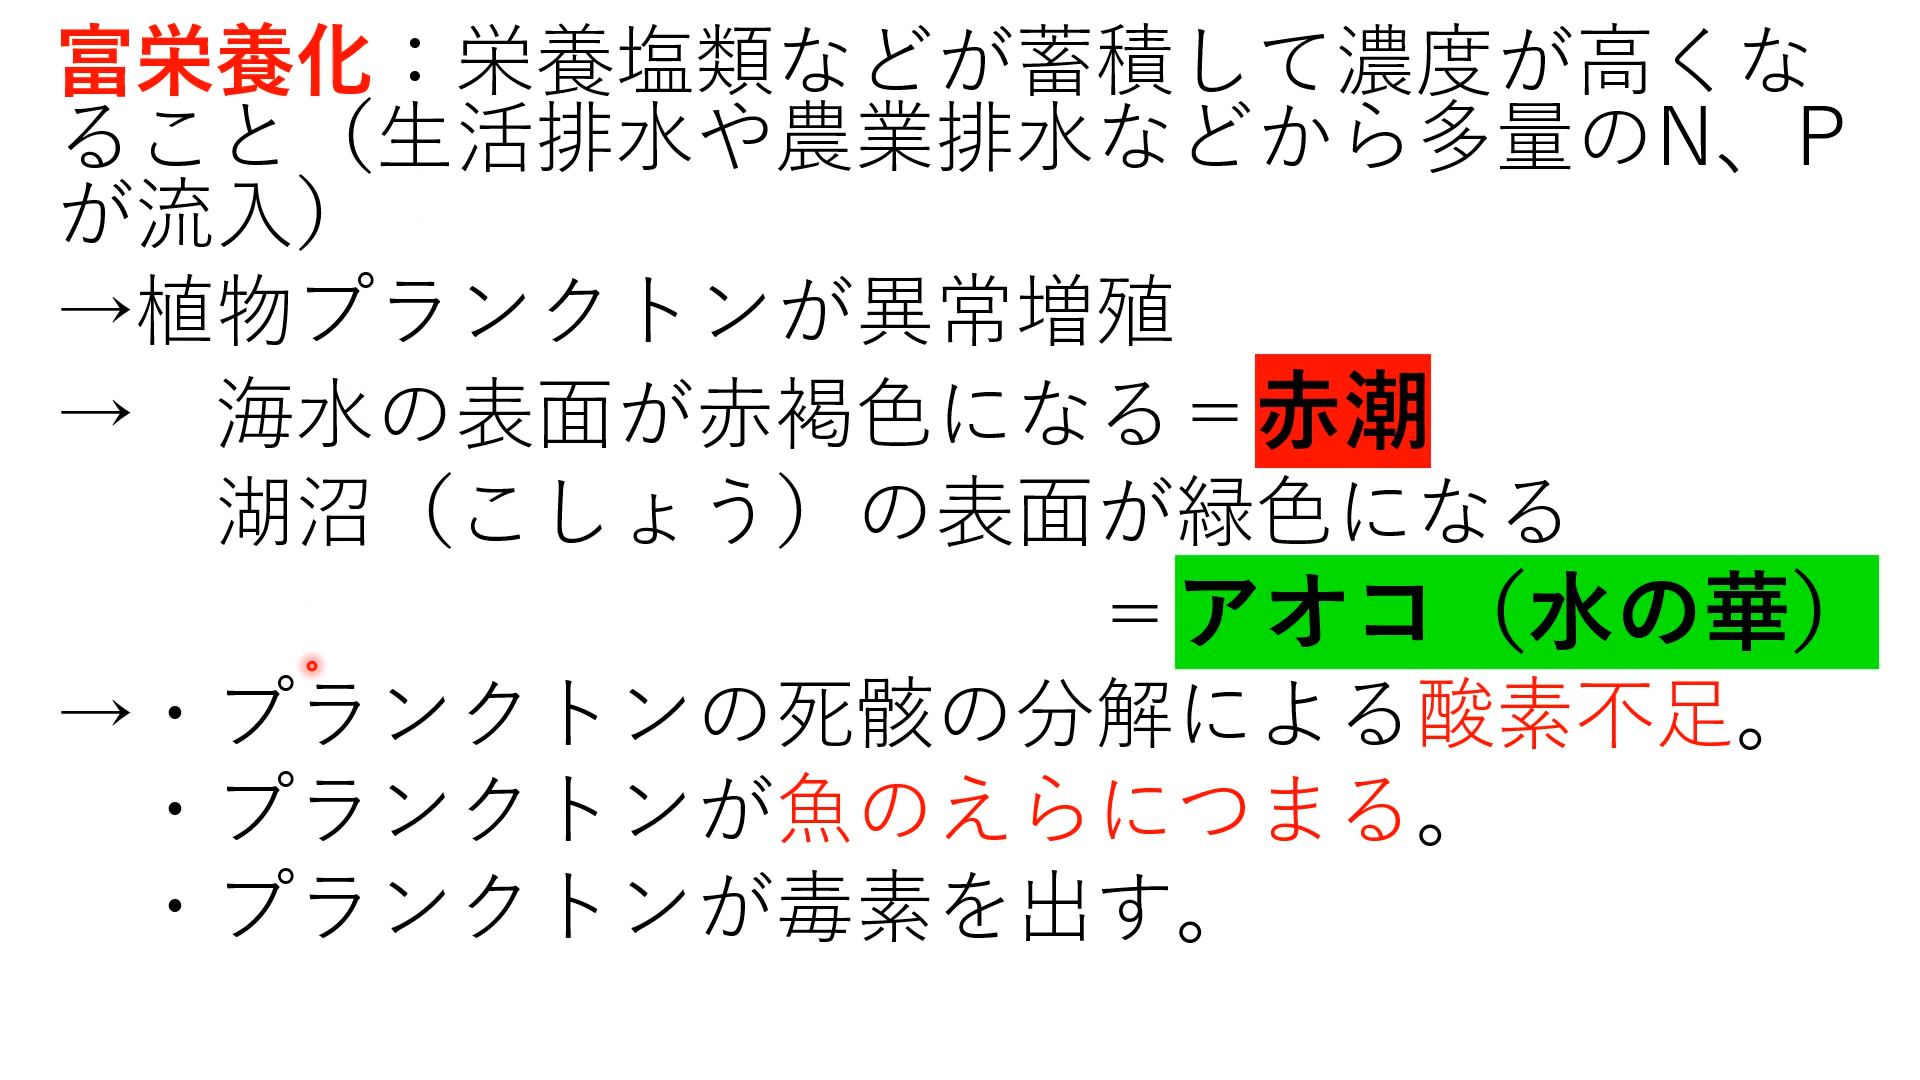 富栄養化：栄養塩類などが蓄積して濃度が高くな
ること（生活排水や農業排水などから多量のN、P
が流入）
→植物プランクトンが異常増殖
→　海水の表面が赤褐色になる＝赤潮
湖沼（こしょう）の表面が緑色になる
＝アオコ（水の華）
→・プランクトンの死骸の分解による酸素不足。
・プランクトンが魚のえらにつまる。
・プランクトンが毒素を出す。